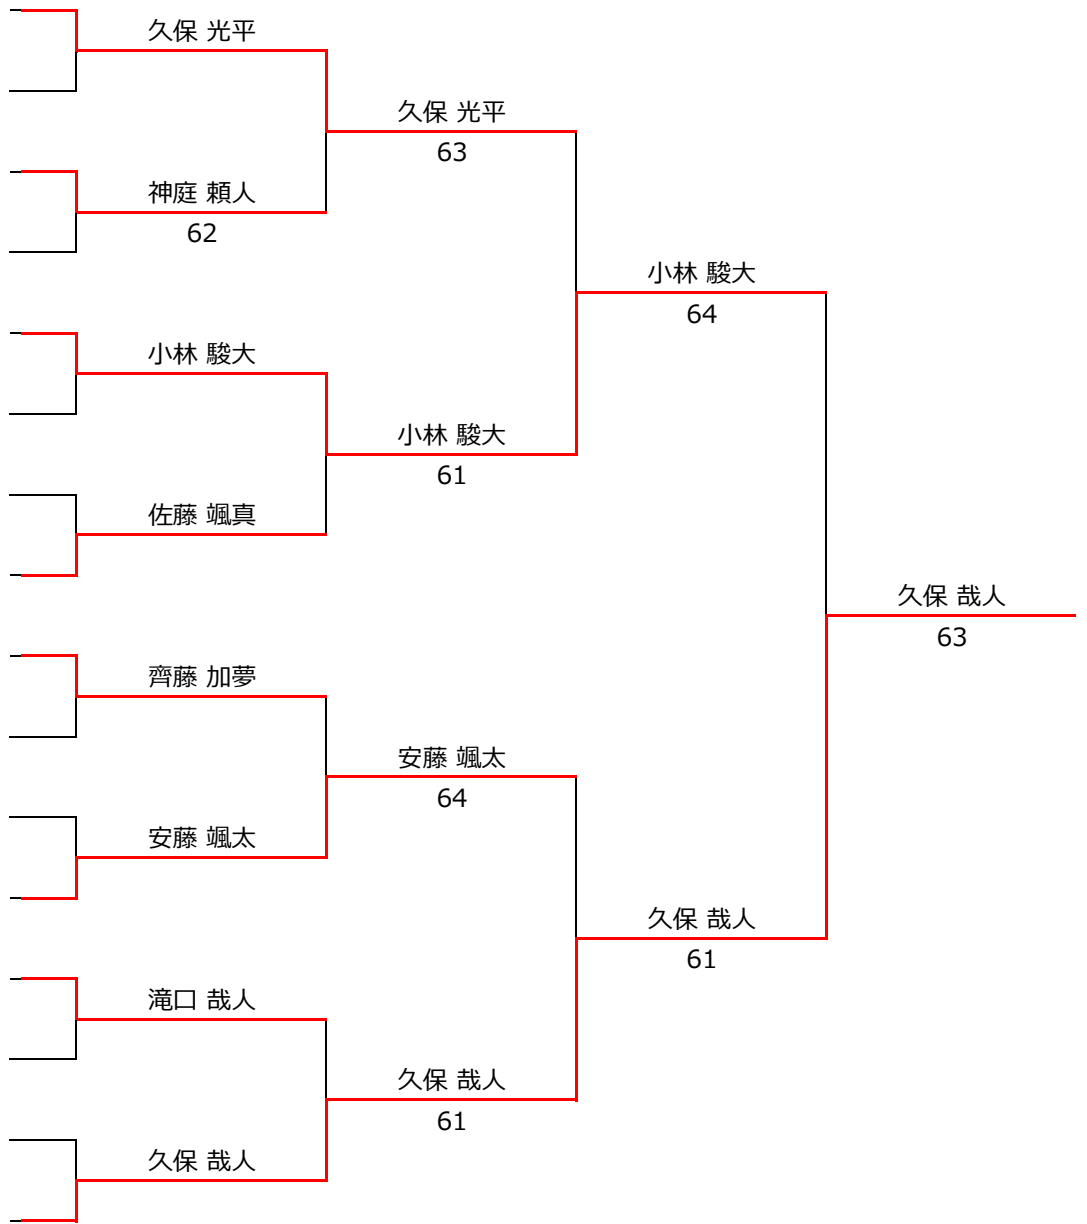 久保 光平
久保 光平
63
神庭 頼人
62
小林 駿大
64
小林 駿大
小林 駿大
61
佐藤 颯真
久保 哉人
63
齊藤 加夢
安藤 颯太
64
安藤 颯太
久保 哉人
61
滝口 哉人
久保 哉人
61
久保 哉人